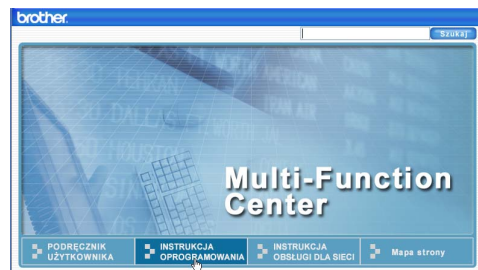 brother.
Szukaj
Multi-Function
Center
PODRĘCZNIK
UŻYTKOWNIKA
INSTRUKCJA
OPROGRAMOWANIA
INSTRUKCJA
OBSŁUGI DLA SIECI
Mapa strony